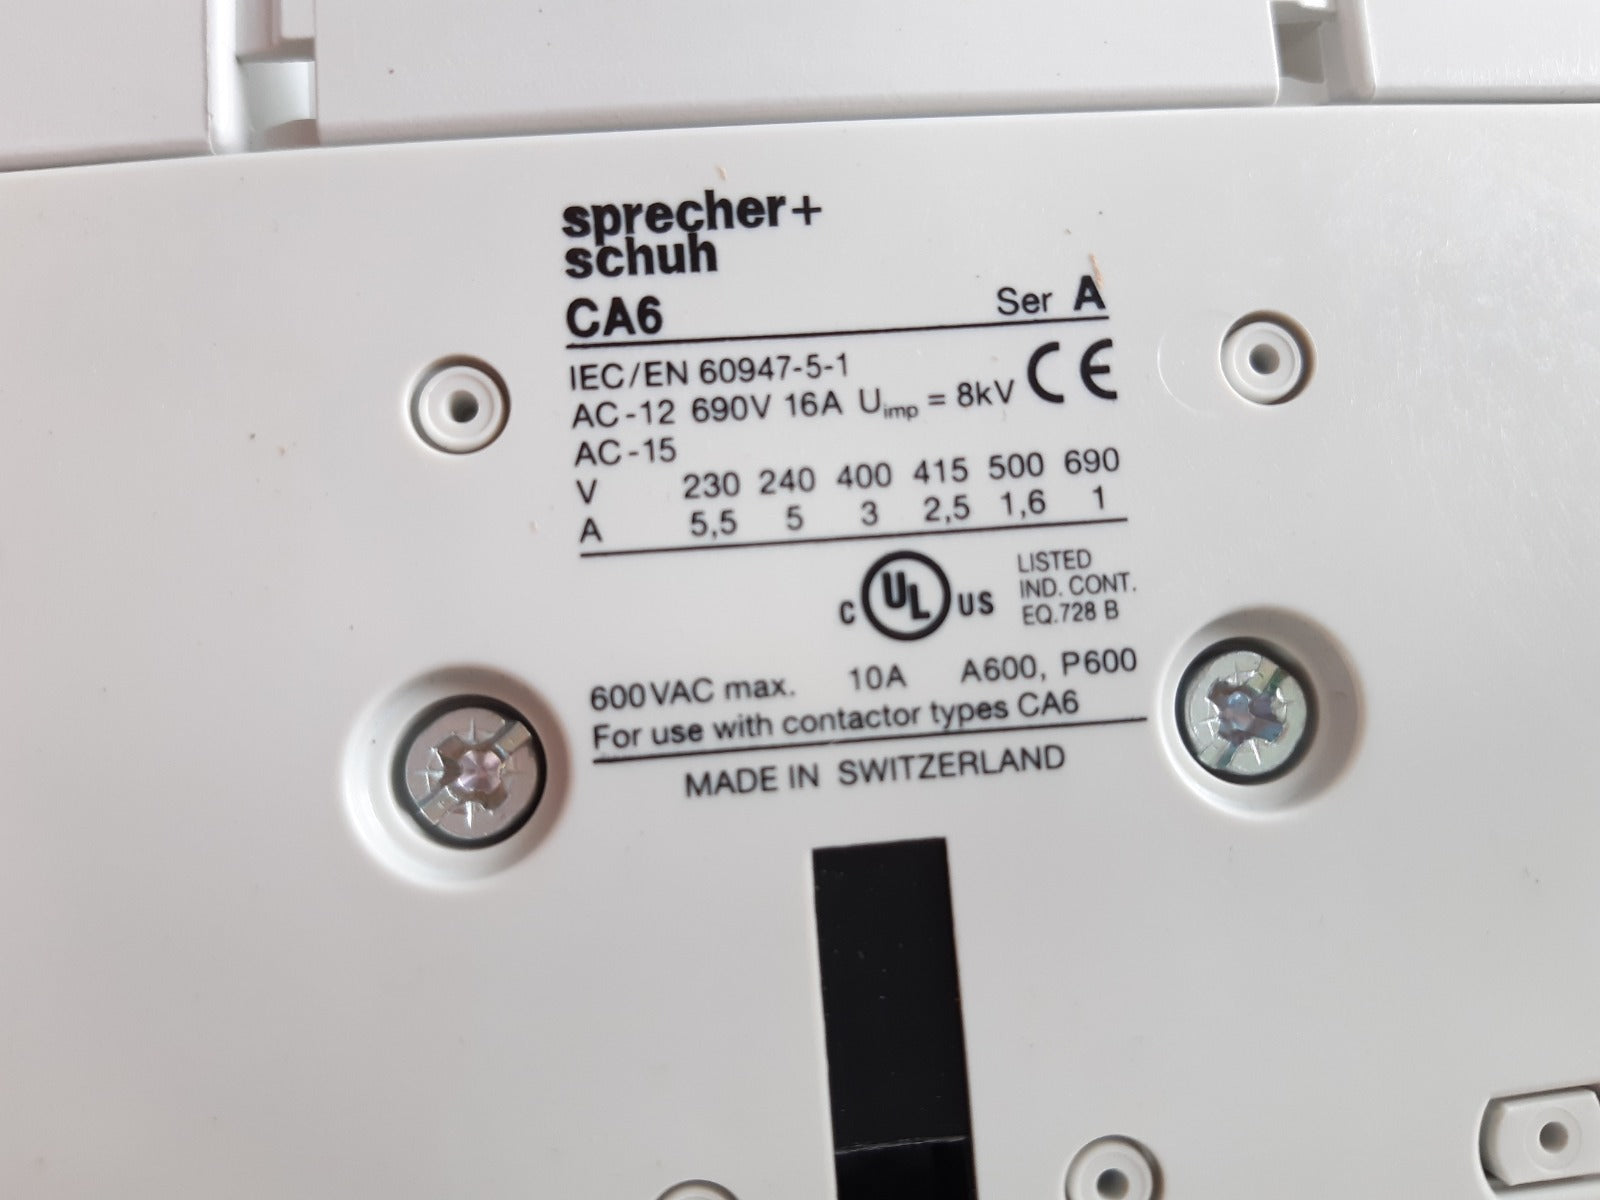 sprecher+
schuh
CA6 Ser A
IEC/EN 60947-5-1 CE
AC-12 690V 16A Uimp = 8kV
AC-15
V 230 240 400 415 500 690
A 5,5 5 3 2,5 1,6 1
C UL US LISTED
IND. CONT.
EQ.728 B
600VAC max. 10A A600, P600
For use with contactor types CA6
MADE IN SWITZERLAND